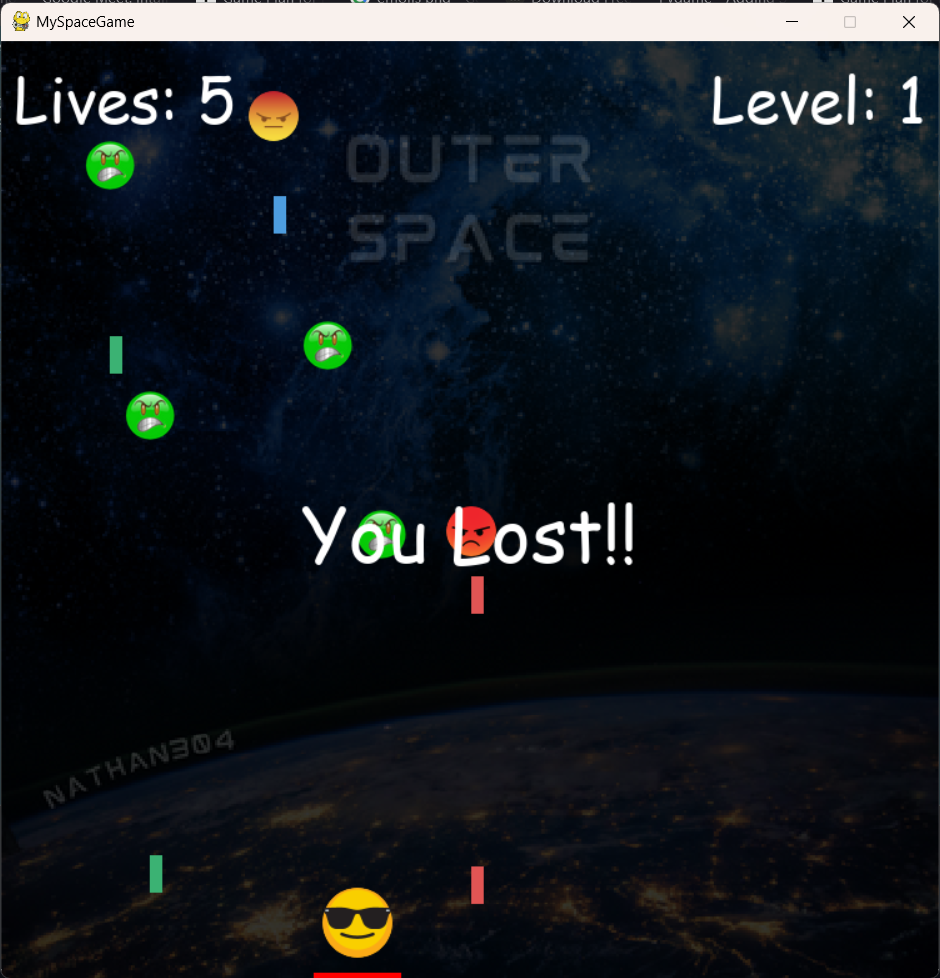 MySpaceGame
Lives: 5
Level: 1
OUTER
SPACE
You Lost!!
NATHAN304